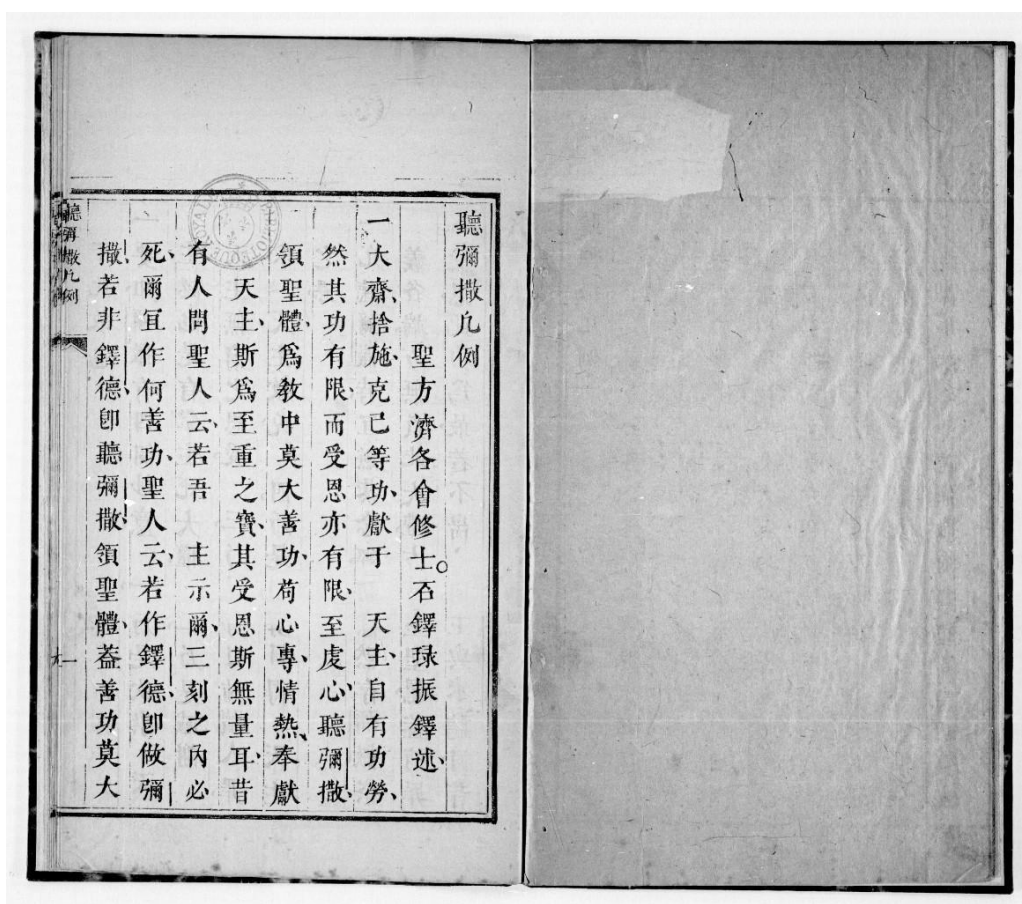 聽彌撒凡例
聖方濟各會修士○石鐸琭振鐸述、
一大齋、捨施、克己等功、獻于　天主、自有功勞、
然其功有限、而受恩亦有限、至虔心、聽彌撒、
領聖體、爲敎中莫大善功、苟心專、情熱、奉獻
天主、斯爲至重之寶、其受恩斯無量耳、昔
有人問聖人云、若吾　主示爾、三刻之內必
死、爾宜作何善功、聖人云、若作鐸德、卽做彌
撒、若非鐸德、卽聽彌撒、領聖體、葢善功莫大
聽彌撒凡例
一